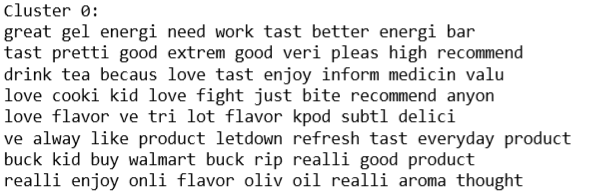 Cluster 0:
great gel energi need work tast better energi bar
tast pretti good extrem good veri pleas high recommend
drink tea becaus love tast enjoy inform medicin valu
love cooki kid love fight just bite recommend anyon
love flavor ve tri lot flavor kpod subtl delici
ve alway like product letdown refresh tast everyday product
buck kid buy walmart buck rip realli good product
realli enjoy onli flavor oliv oil realli aroma thought